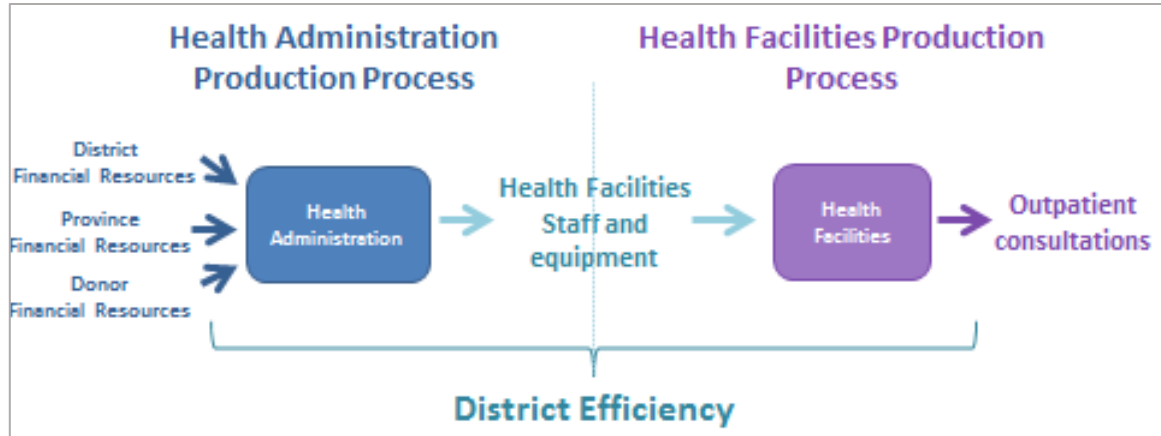 Health Administration
Production Process
Health Facilities Production
Process
District
Financial Resources
Province
Financial Resources
Donor
Financial Resources
Health
Administration
Health Facilities
Staff and
equipment
Health
Facilities
Outpatient
consultations
District Efficiency